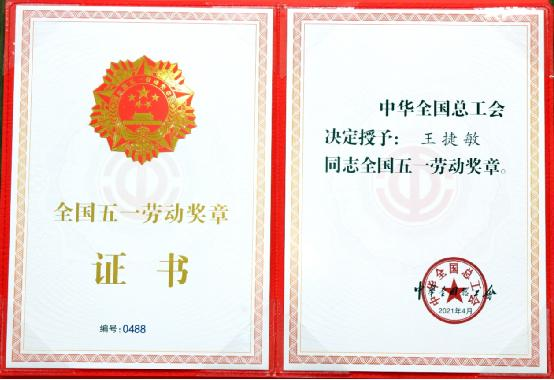 全国五一劳动奖章
证书
编号:0488
中华全国总工会
决定授予: 王捷敏
同志全国五一劳动奖章。
中华全国总工会
2021年4月